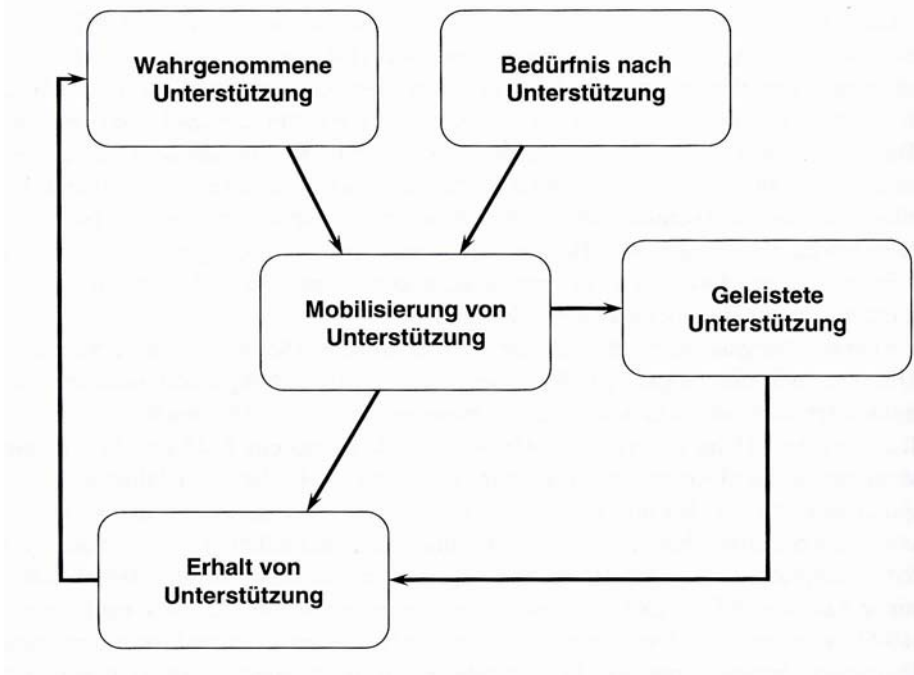 Wahrgenommene
Unterstützung
Bedürfnis nach
Unterstützung
Mobilisierung von
Unterstützung
Geleistete
Unterstützung
Erhalt von
Unterstützung